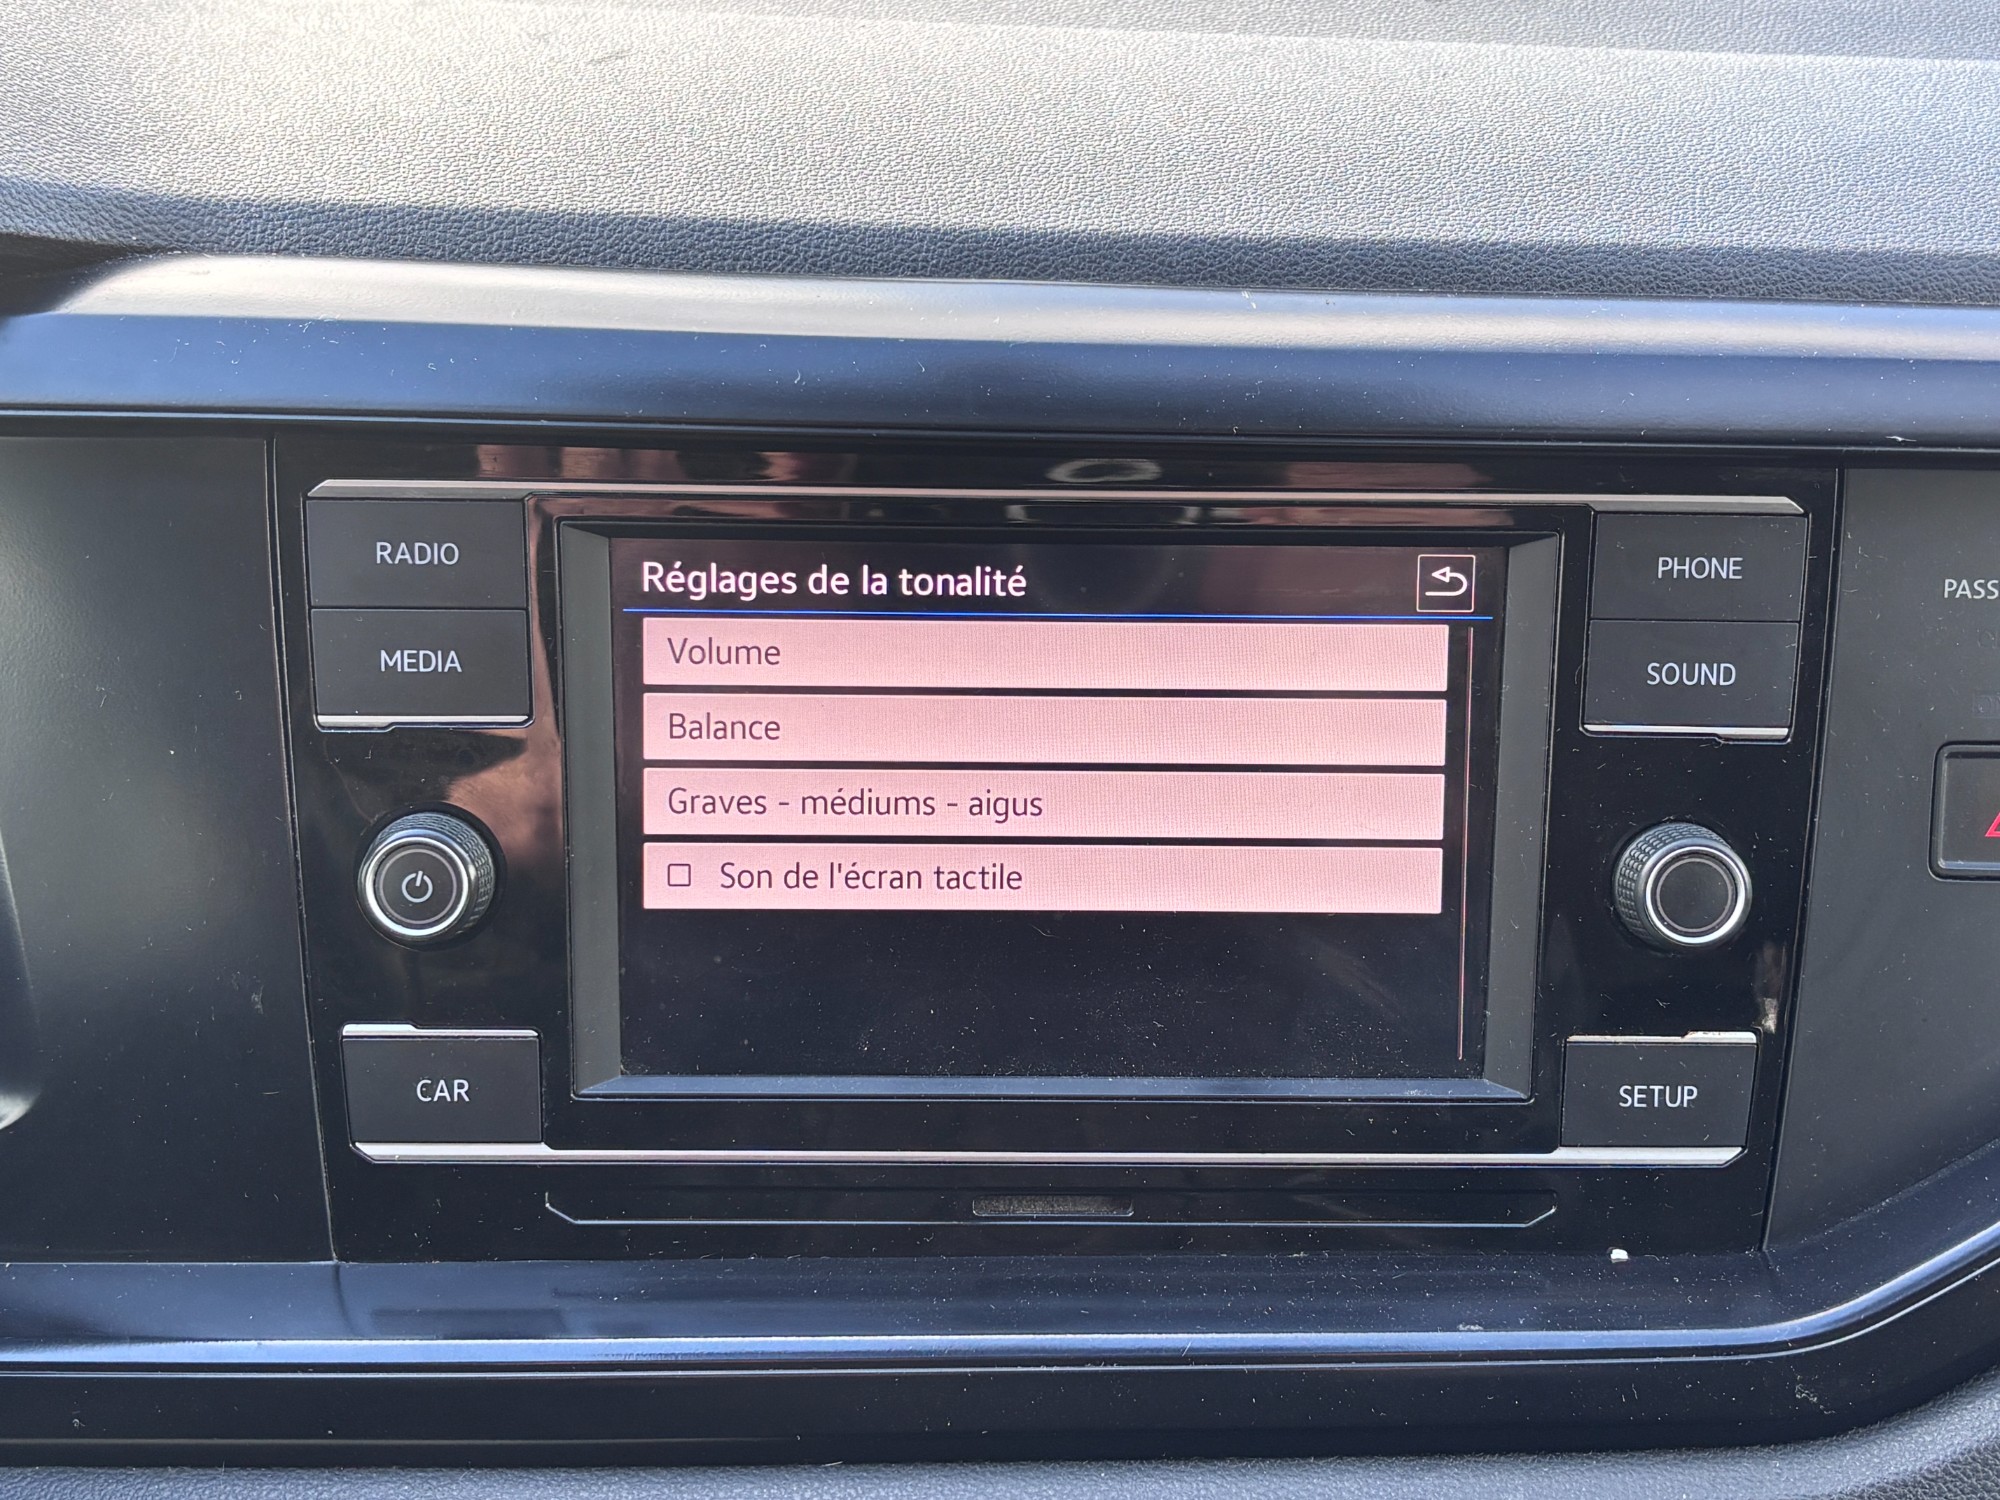 RADIO
MEDIA
CAR
Réglages de la tonalité
Volume
Balance
Graves - médiums - aigus
Son de l'écran tactile
PHONE
SOUND
SETUP
PASS